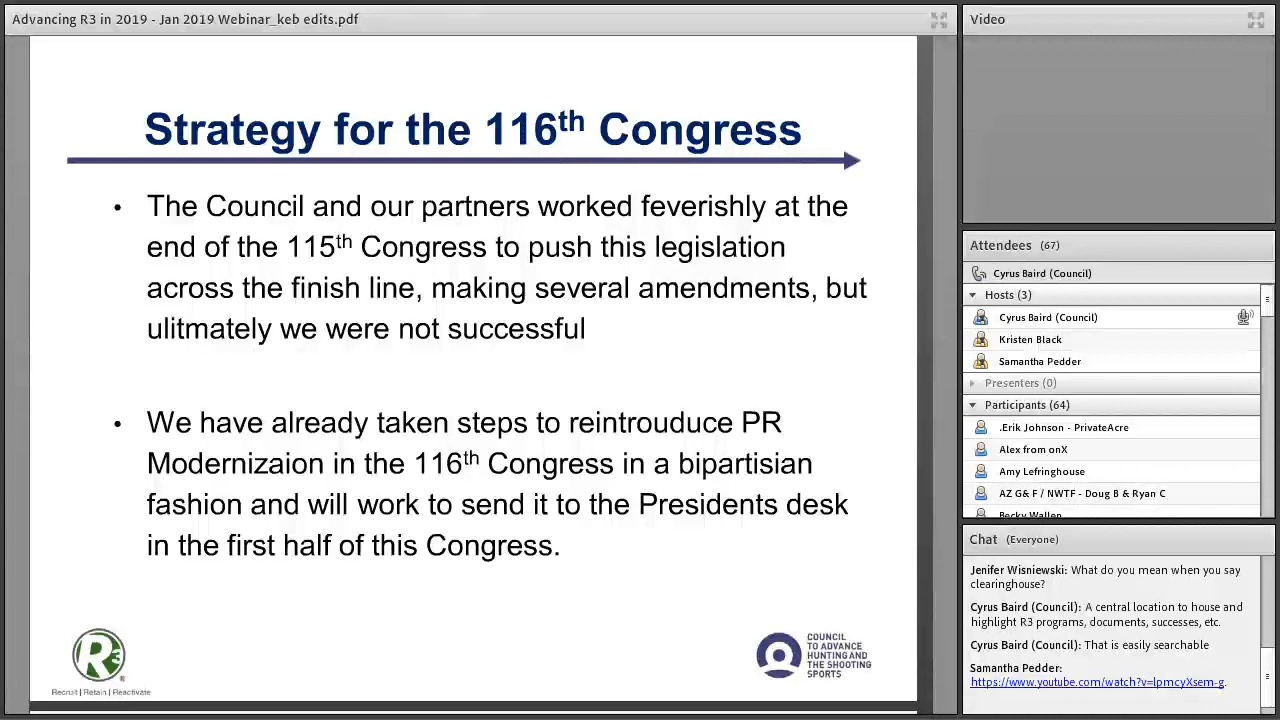 Advancing R3 in 2019 - Jan 2019 Webinar_keb edits.pdf
Strategy for the 116th Congress
• The Council and our partners worked feverishly at the
end of the 115th Congress to push this legislation
across the finish line, making several amendments, but
ulitmately we were not successful
• We have already taken steps to reintrouduce PR
Modernizaion in the 116th Congress in a bipartisian
fashion and will work to send it to the Presidents desk
in the first half of this Congress.
R3
Recruit | Retain | Reactivate
COUNCIL
TO ADVANCE
HUNTING AND
THE SHOOTING
SPORTS
Video
Attendees (67)
Cyrus Baird (Council)
Hosts (3)
Cyrus Baird (Council)
Kristen Black
Samantha Pedder
Presenters (0)
Participants (64)
.Erik Johnson - PrivateAcre
Alex from onX
Amy Lefringhouse
AZ G& F / NWTF - Doug B & Ryan C
Becky Wallen
Chat (Everyone)
Jenifer Wisniewski: What do you mean when you say
clearinghouse?
Cyrus Baird (Council): A central location to house and
highlight R3 programs, documents, successes, etc.
Cyrus Baird (Council): That is easily searchable
Samantha Pedder:
https://www.youtube.com/watch?v=lpmcyXsem-g.